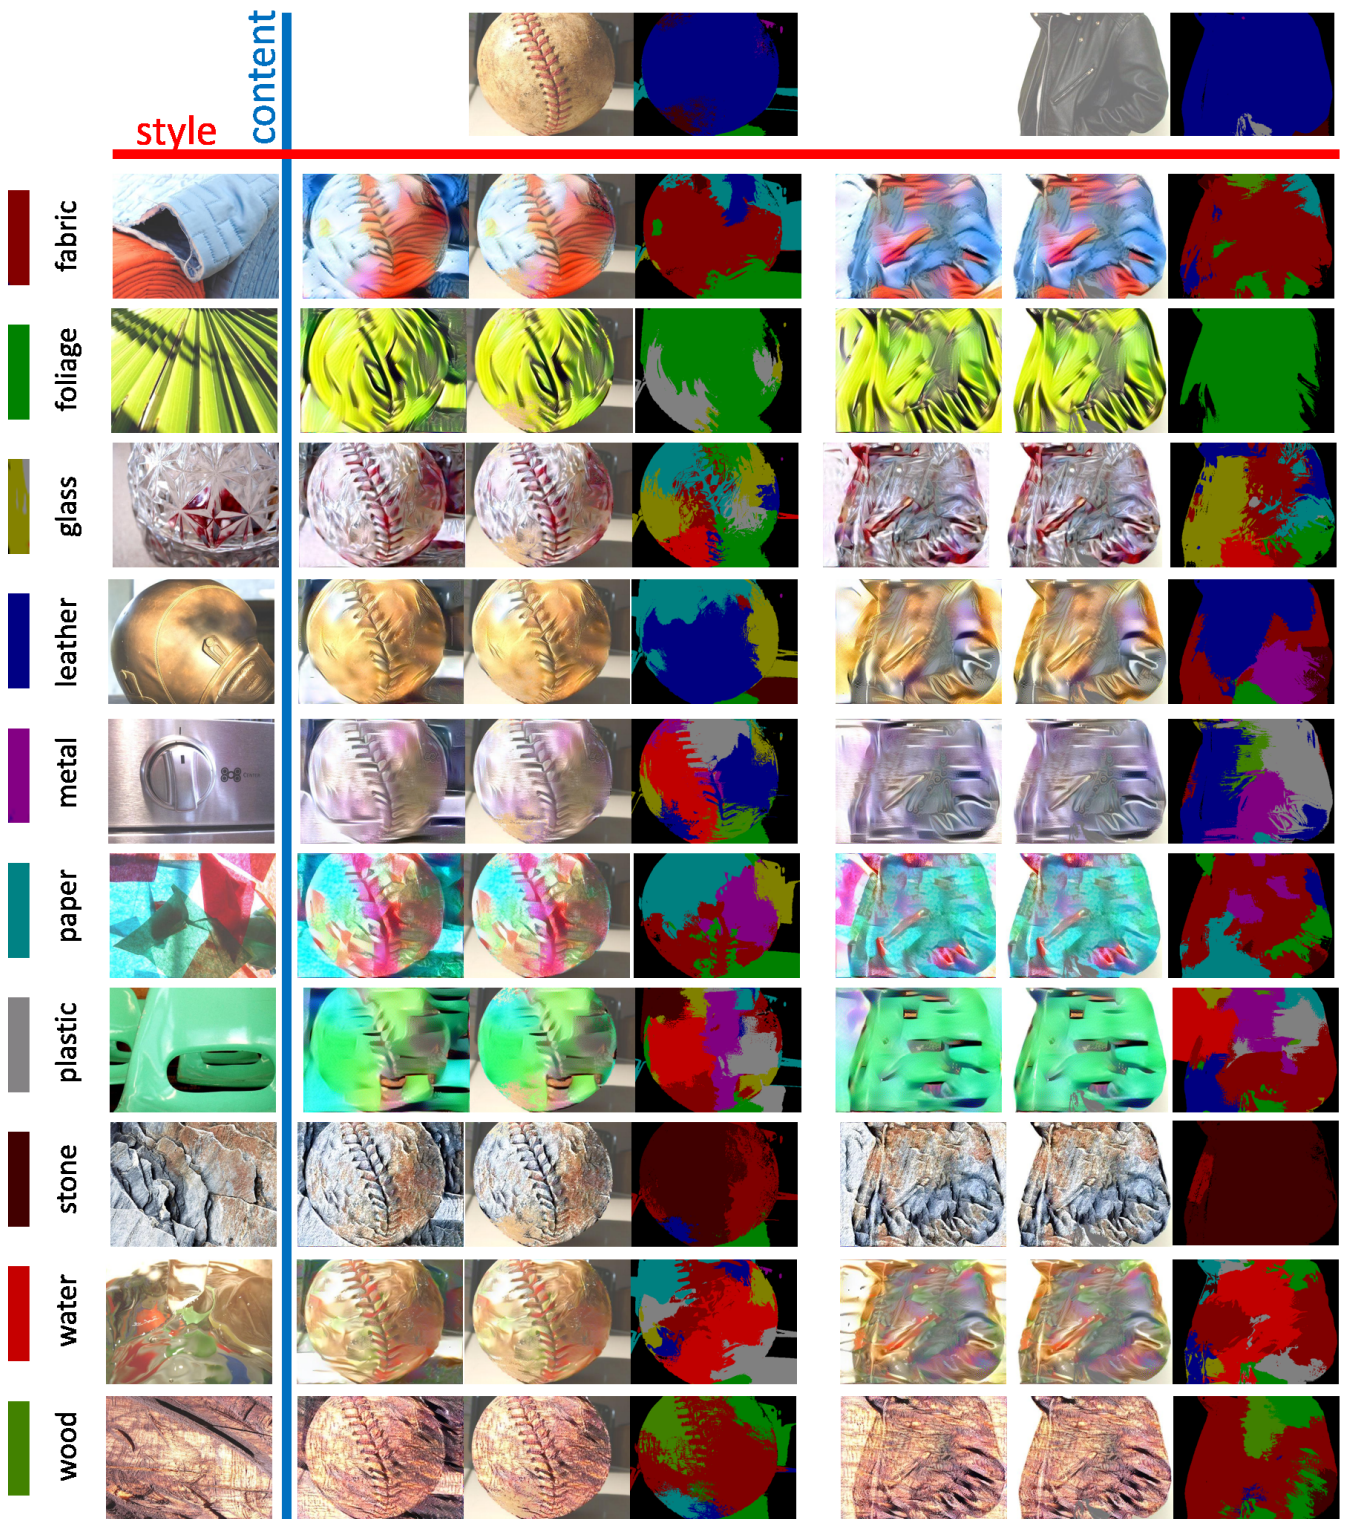 content
style
fabric
foliage
glass
leather
metal
paper
plastic
stone
water
wood